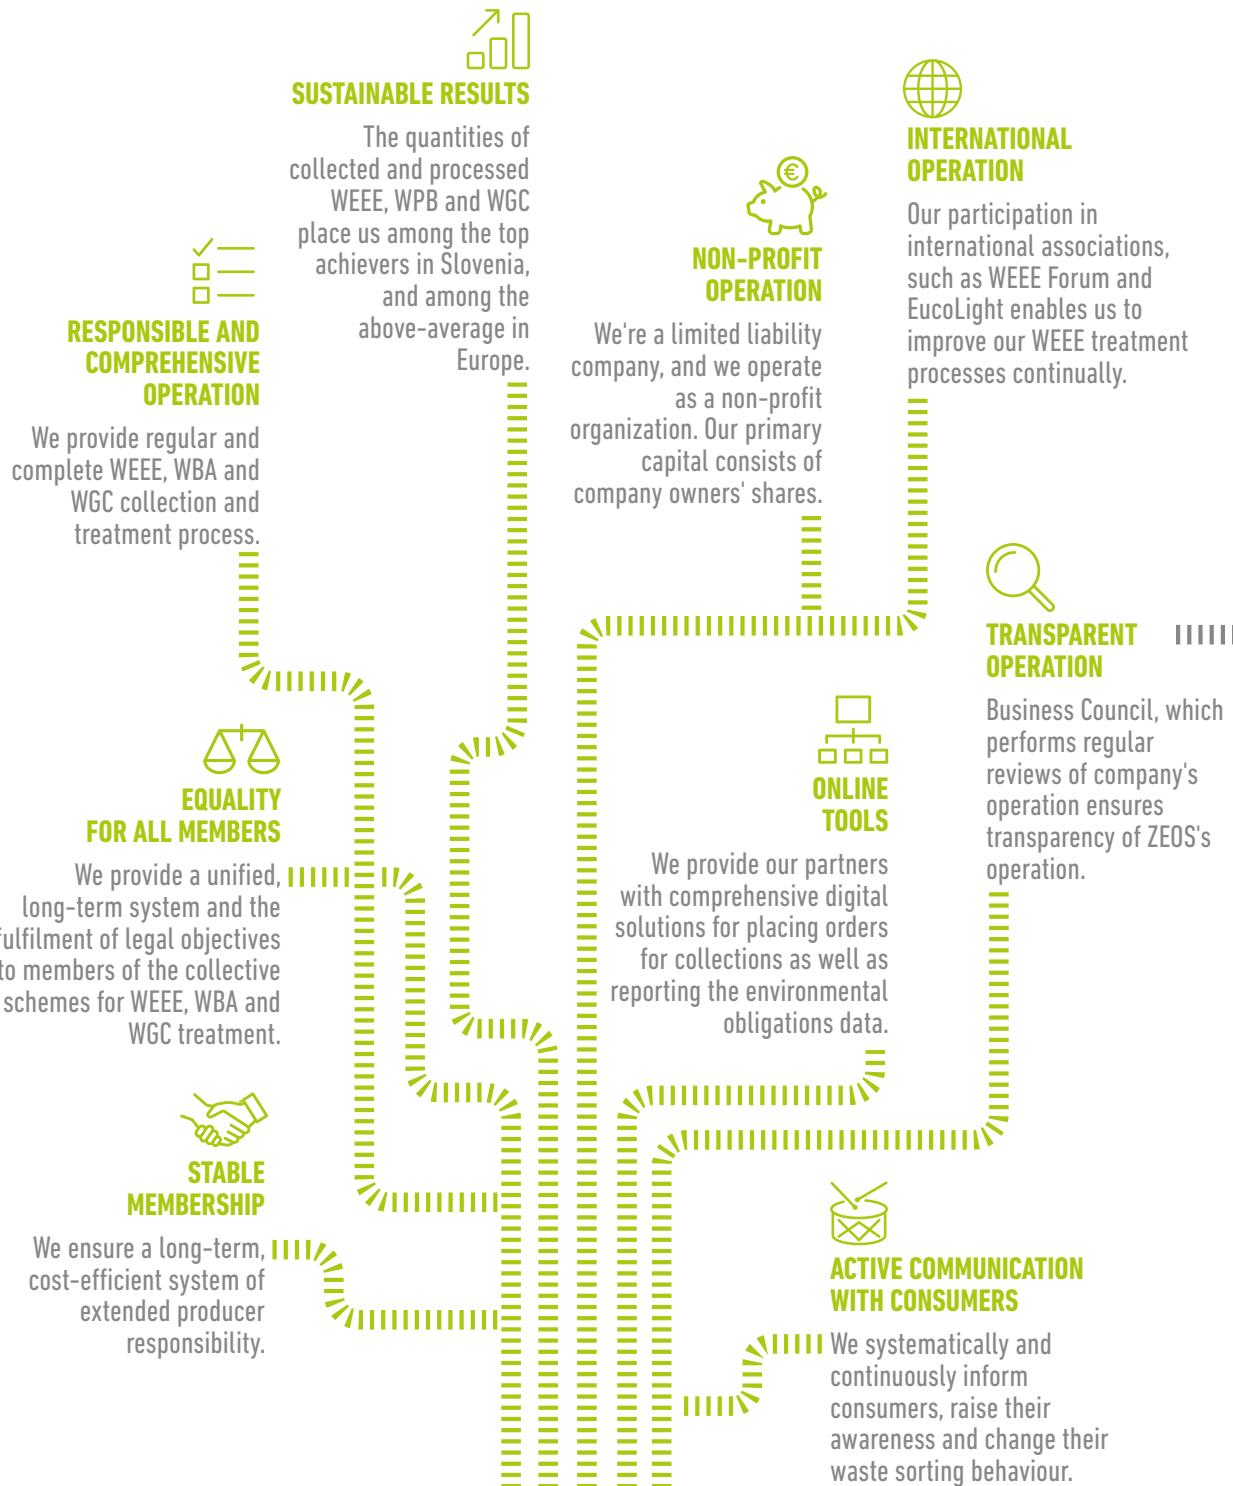 SUSTAINABLE RESULTS
The quantities of
collected and processed
WEEE, WPB and WGC
place us among the top
achievers in Slovenia,
and among the
above-average in
Europe.
INTERNATIONAL
OPERATION
Our participation in
international associations,
such as WEEE Forum and
EucoLight enables us to
improve our WEEE treatment
processes continually.
€
NON-PROFIT
OPERATION
We're a limited liability
company, and we operate
as a non-profit
organization. Our primary
capital consists of
company owners' shares.
RESPONSIBLE AND
COMPREHENSIVE
OPERATION
We provide regular and
complete WEEE, WBA and
WGC collection and
treatment process.
TRANSPARENT
OPERATION
Business Council, which
performs regular
reviews of company's
operation ensures
transparency of ZEOS's
operation.
EQUALITY
FOR ALL MEMBERS
We provide a unified,
long-term system and the
fulfilment of legal objectives
to members of the collective
schemes for WEEE, WBA and
WGC treatment.
ONLINE
TOOLS
We provide our partners
with comprehensive digital
solutions for placing orders
for collections as well as
reporting the environmental
obligations data.
STABLE
MEMBERSHIP
We ensure a long-term,
cost-efficient system of
extended producer
responsibility.
ACTIVE COMMUNICATION
WITH CONSUMERS
We systematically and
continuously inform
consumers, raise their
awareness and change their
waste sorting behaviour.